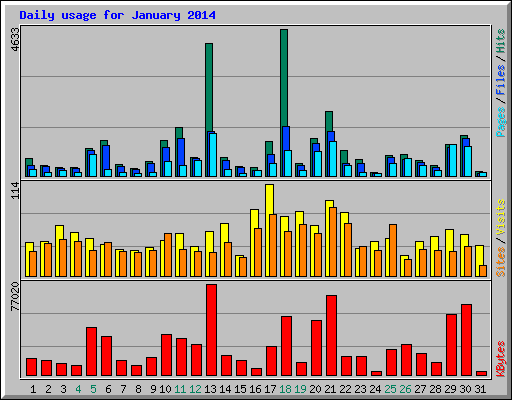 Daily usage for January 2014
4633
Pages / Files / Hits
114
Sites / Visits
77020
KBytes
1 2 3 4 5 6 7 8 9 10 11 12 13 14 15 16 17 18 19 20 21 22 23 24 25 26 27 28 29 30 31